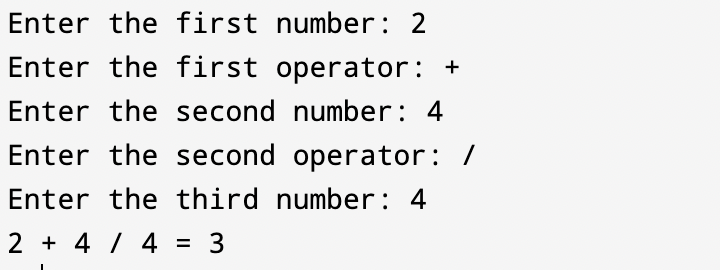 Enter the first number: 2
Enter the first operator: +
Enter the second number: 4
Enter the second operator: /
Enter the third number: 4
2 + 4 / 4 = 3